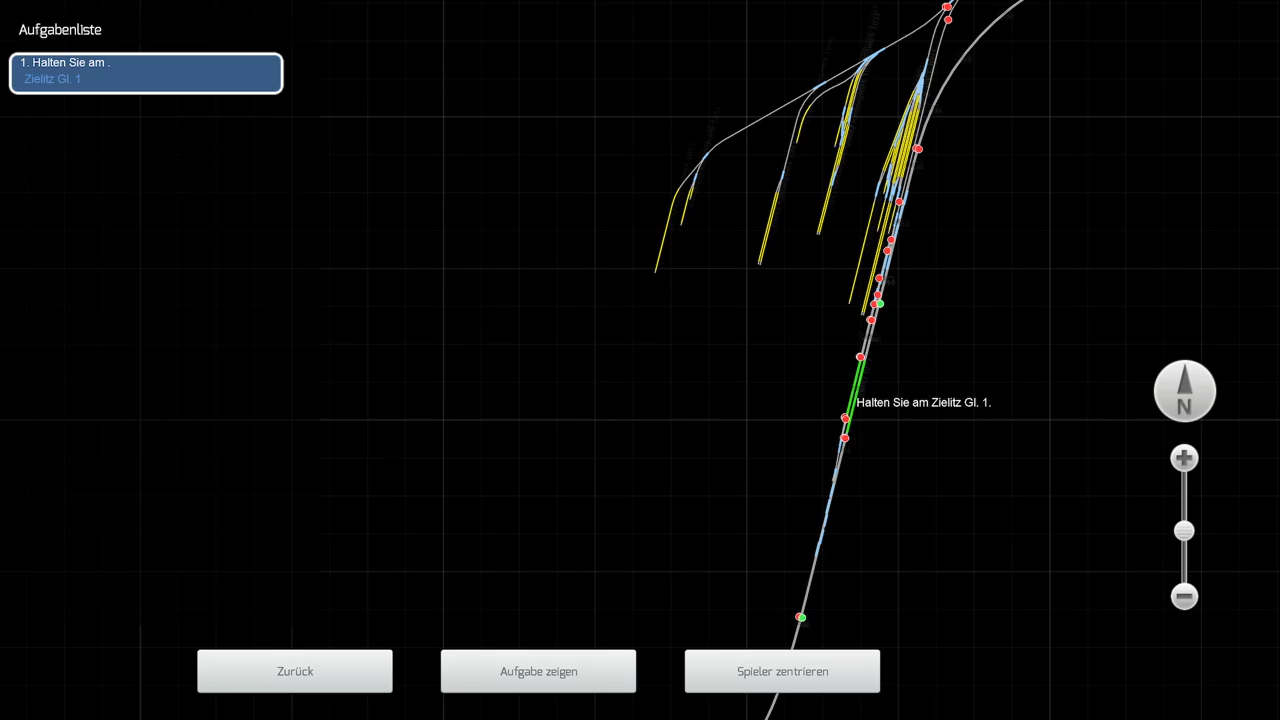 Aufgabenliste
1. Halten Sie am .
Zielitz Gl. 1
Halten Sie am Zielitz Gl. 1.
N
Zurück
Aufgabe zeigen
Spieler zentrieren